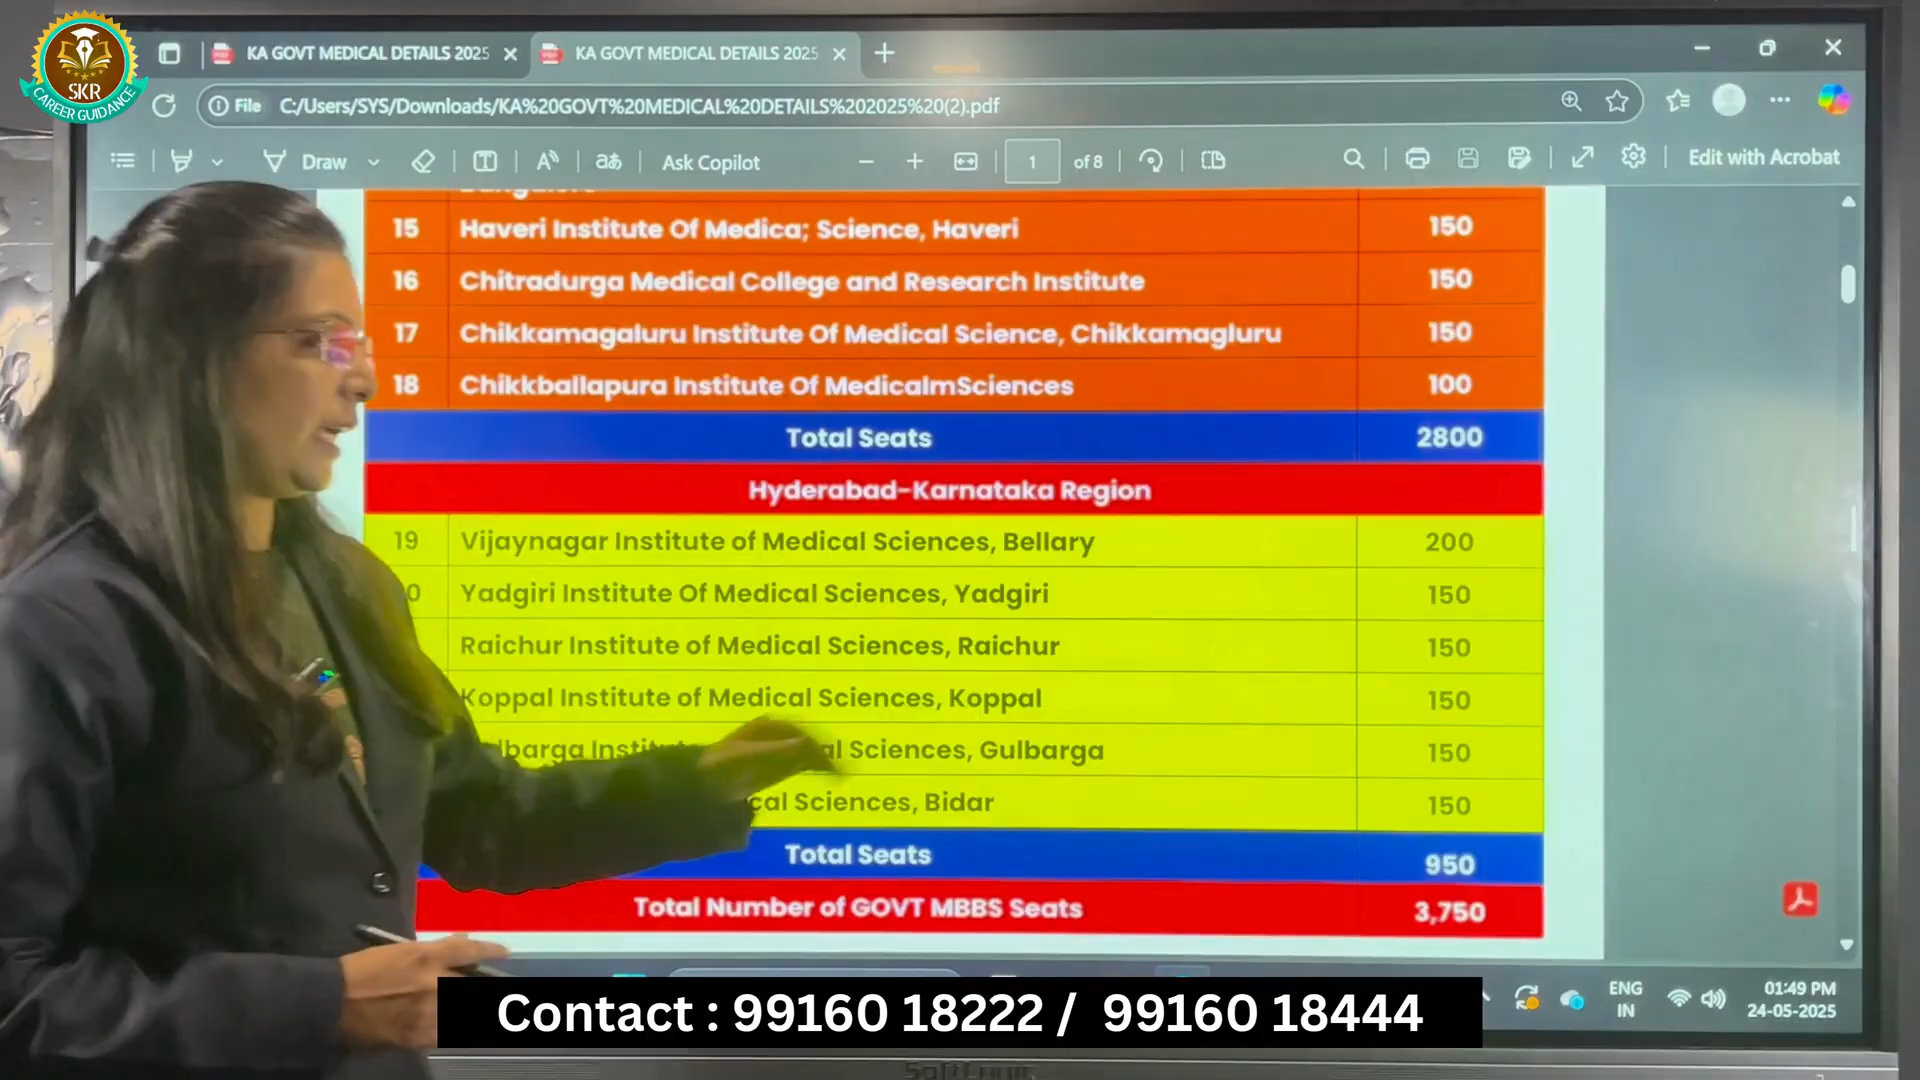 KA GOVT MEDICAL DETAILS 2025
KA GOVT MEDICAL DETAILS 2025
SKR
CAREER GUIDANCE
File C:/Users/SYS/Downloads/KA%20GOVT%20MEDICAL%20DETAILS%202025%20(2).pdf
Draw aあ Ask Copilot 1 of 8 Edit with Acrobat
15 Haveri Institute Of Medica; Science, Haveri 150
16 Chitradurga Medical College and Research Institute 150
17 Chikkamagaluru Institute Of Medical Science, Chikkamagluru 150
18 Chikkballapura Institute Of MedicalmSciences 100
Total Seats 2800
Hyderabad-Karnataka Region
19 Vijaynagar Institute of Medical Sciences, Bellary 200
Yadgiri Institute Of Medical Sciences, Yadgiri 150
Raichur Institute of Medical Sciences, Raichur 150
Koppal Institute of Medical Sciences, Koppal 150
Sciences, Gulbarga 150
Sciences, Bidar 150
Total Seats 950
Total Number of GOVT MBBS Seats 3,750
ENG
IN
01:49 PM
24-05-2025
Contact : 99160 18222 / 99160 18444